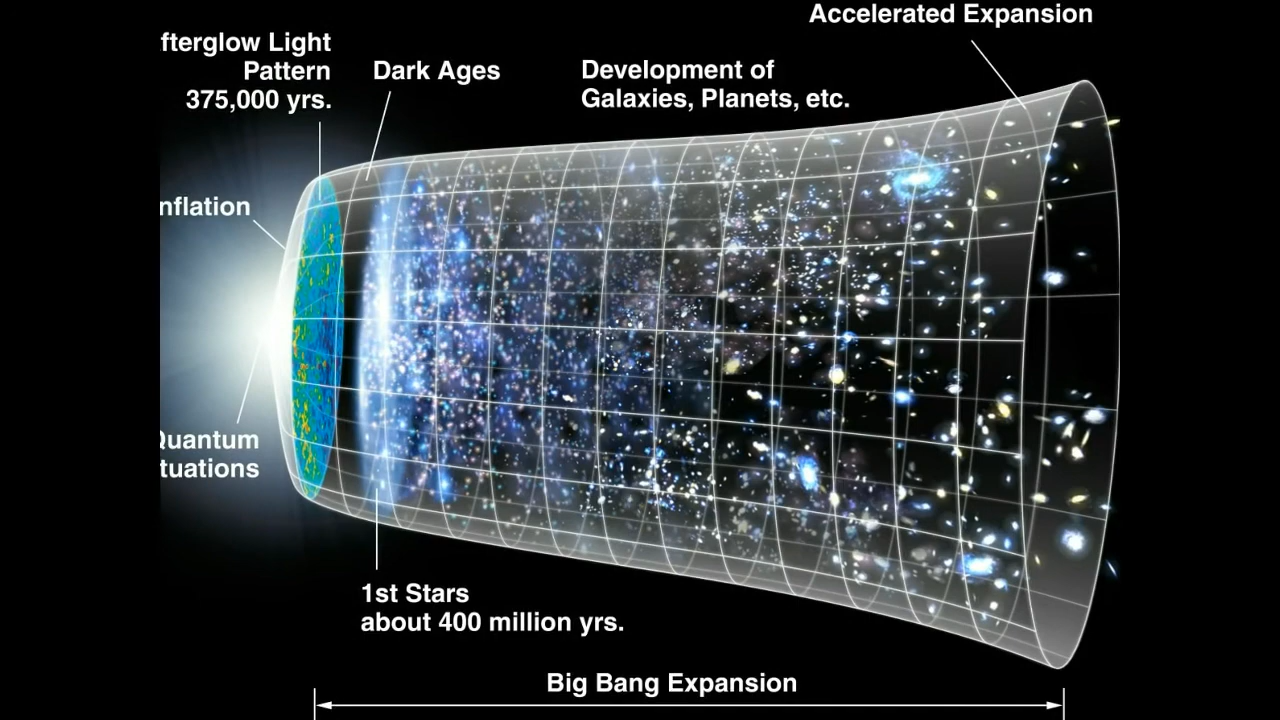 Accelerated Expansion
fterglow Light
Pattern
375,000 yrs.
Dark Ages
Development of
Galaxies, Planets, etc.
nflation
Quantum
tuations
1st Stars
about 400 million yrs.
Big Bang Expansion